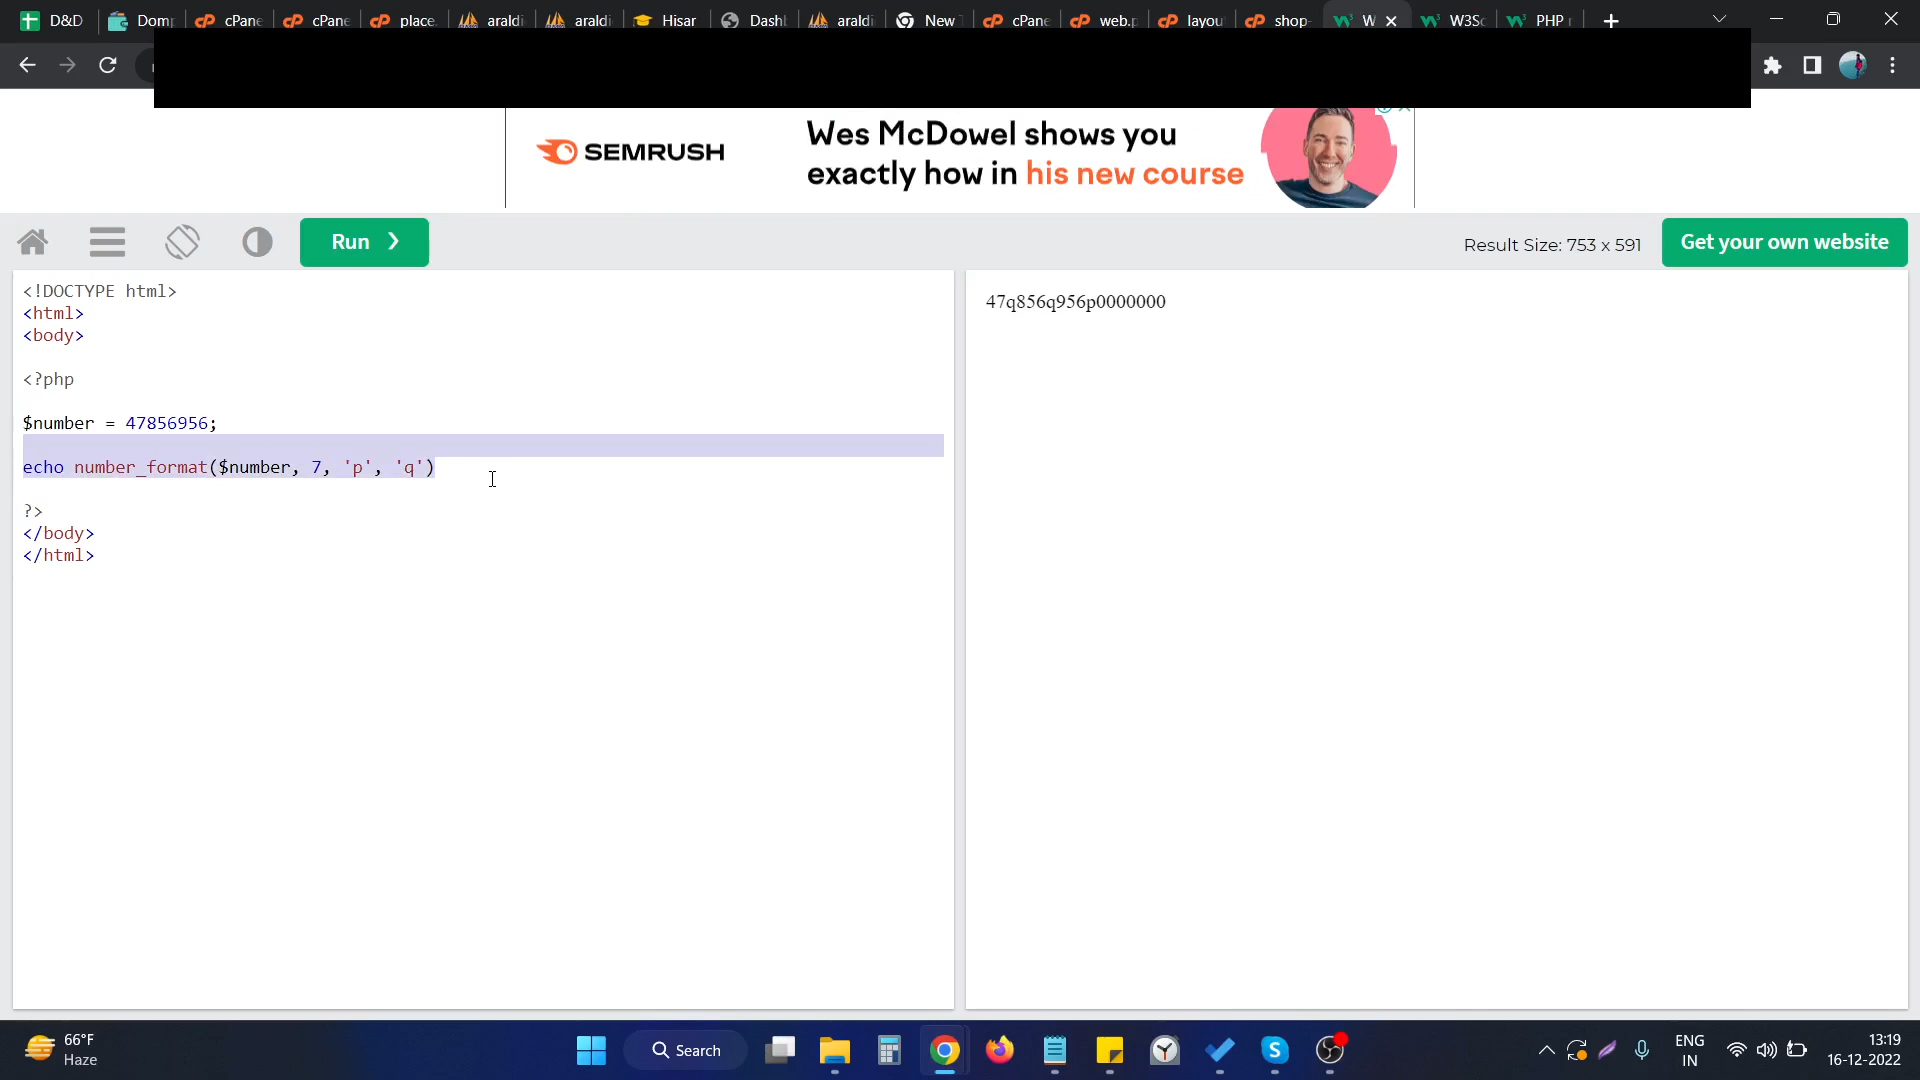 D&D Domp cPane cPane place. araldi araldi Hisar Dashb araldi New T cPane web.p layou shop- W W3Sc PHP r
Wes McDowel shows you
SEMRUSH
exactly how in his new course
Run ❯
Result Size: 753 x 591
Get your own website
<!DOCTYPE html>
<html>
<body>
<?php
$number = 47856956;
echo number_format($number, 7, 'p', 'q')
?>
</body>
</html>
47q856q956p0000000
66°F
Haze
Search
ENG
IN
13:19
16-12-2022